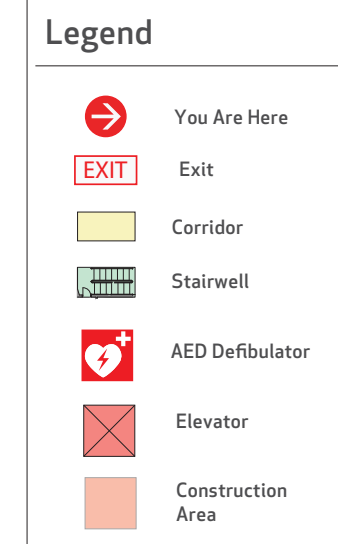 Legend
You Are Here
EXIT
Exit
Corridor
Stairwell
AED Defibulator
Elevator
Construction
Area